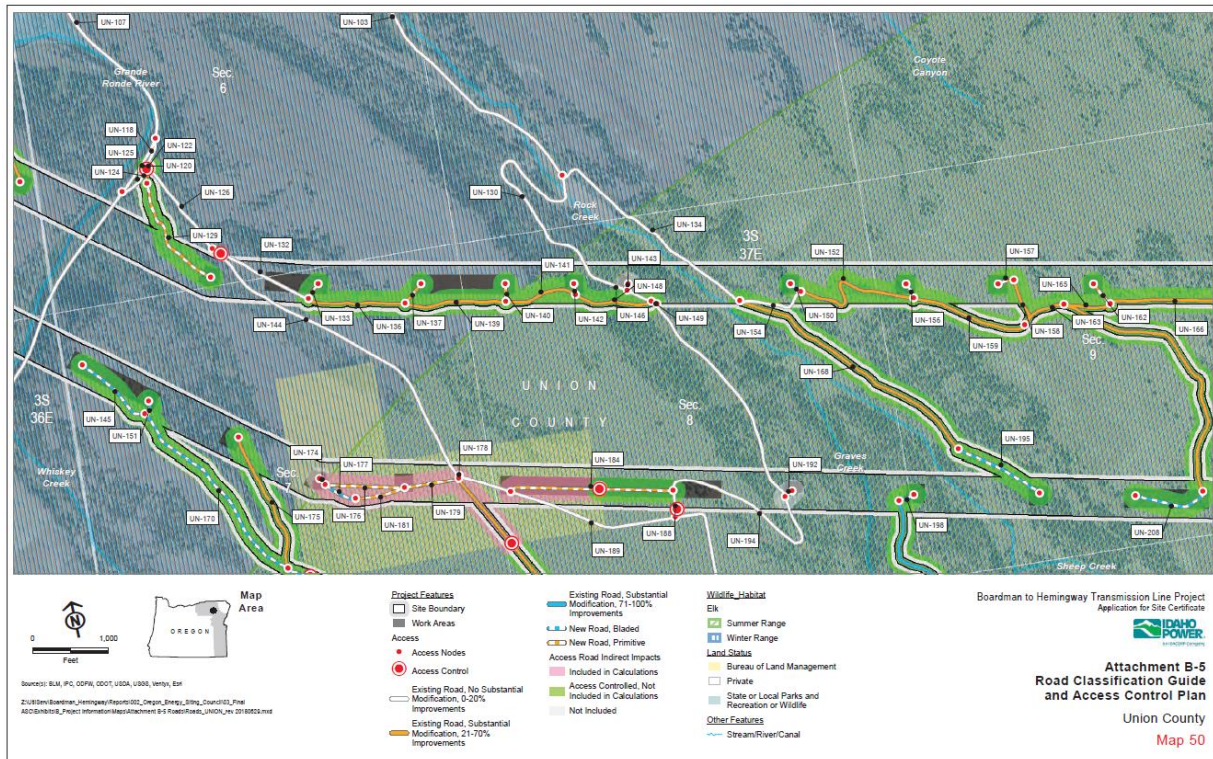 UN-107
UN-103
Grande
Ronde River
Sec.
6
Coyote
Canyon
UN-118
UN-122
UN-125
UN-120
UN-124
UN-126
UN-130
Rock
Creek
UN-134
UN-129
UN-132
3S
37E
UN-152
UN-157
UN-141
UN-143
UN-148
UN-165
UN-144
UN-133
UN-136
UN-137
UN-139
UN-140
UN-142
UN-146
UN-149
UN-154
UN-150
UN-156
UN-159
UN-158
UN-163
UN-162
UN-166
Sec.
9
UN-168
UNION
COUNTY
Sec.
8
3S
36E
UN-145
UN-151
Whiskey
Creek
UN-174
UN-177
UN-178
UN-184
UN-192
Graves
Creek
UN-195
Sec.
7
UN-170
UN-175
UN-176
UN-181
UN-179
UN-189
UN-188
UN-194
UN-198
UN-208
Sheep Creek
N
0 1,000
Feet
Map
Area
OREGON
Source(s): BLM, IPC, ODFW, ODOT, USDA, USGS, Ventyx, Esri
Project Features
Site Boundary
Work Areas
Access
Access Nodes
Access Control
Existing Road, No Substantial
Modification, 0-20%
Improvements
Existing Road, Substantial
Modification, 21-70%
Improvements
Existing Road, Substantial
Modification, 71-100%
Improvements
New Road, Bladed
New Road, Primitive
Access Road Indirect Impacts
Included in Calculations
Access Controlled, Not
Included in Calculations
Not Included
Wildlife_Habitat
Elk
Summer Range
Winter Range
Land Status
Bureau of Land Management
Private
State or Local Parks and
Recreation or Wildlife
Other Features
Stream/River/Canal
Boardman to Hemingway Transmission Line Project
Application for Site Certificate
IDAHO
POWER
An IDACORP Company
Attachment B-5
Road Classification Guide
and Access Control Plan
Union County
Map 50